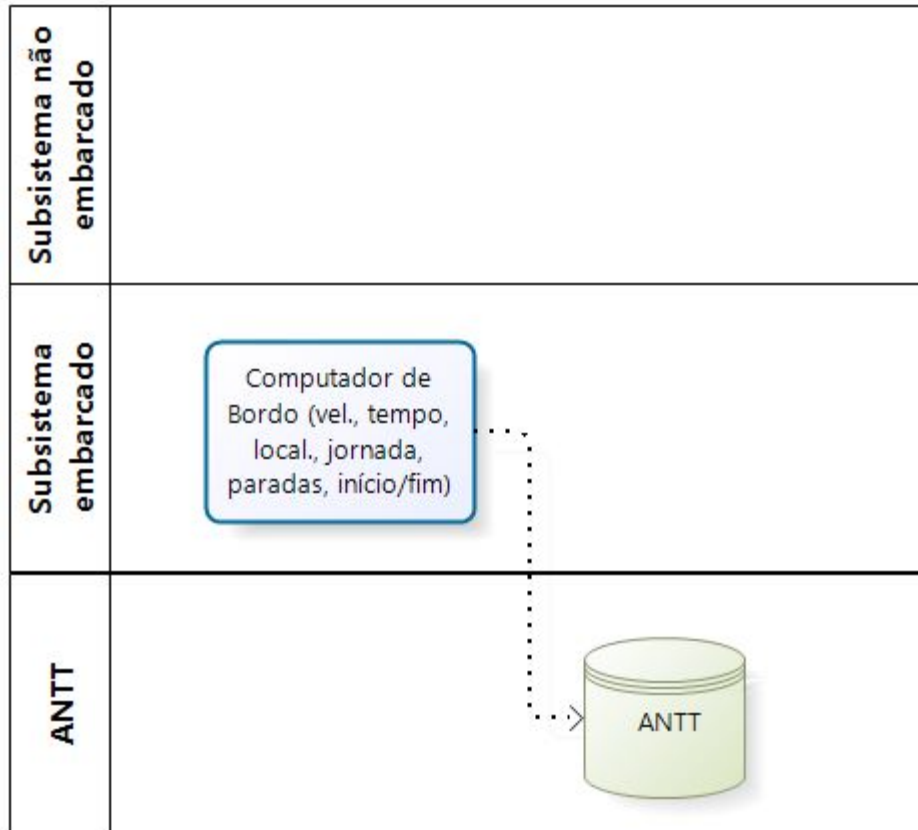 Subsistema não
embarcado
Subsistema
embarcado
Computador de
Bordo (vel., tempo,
local., jornada,
paradas, início/fim)
ANTT
ANTT